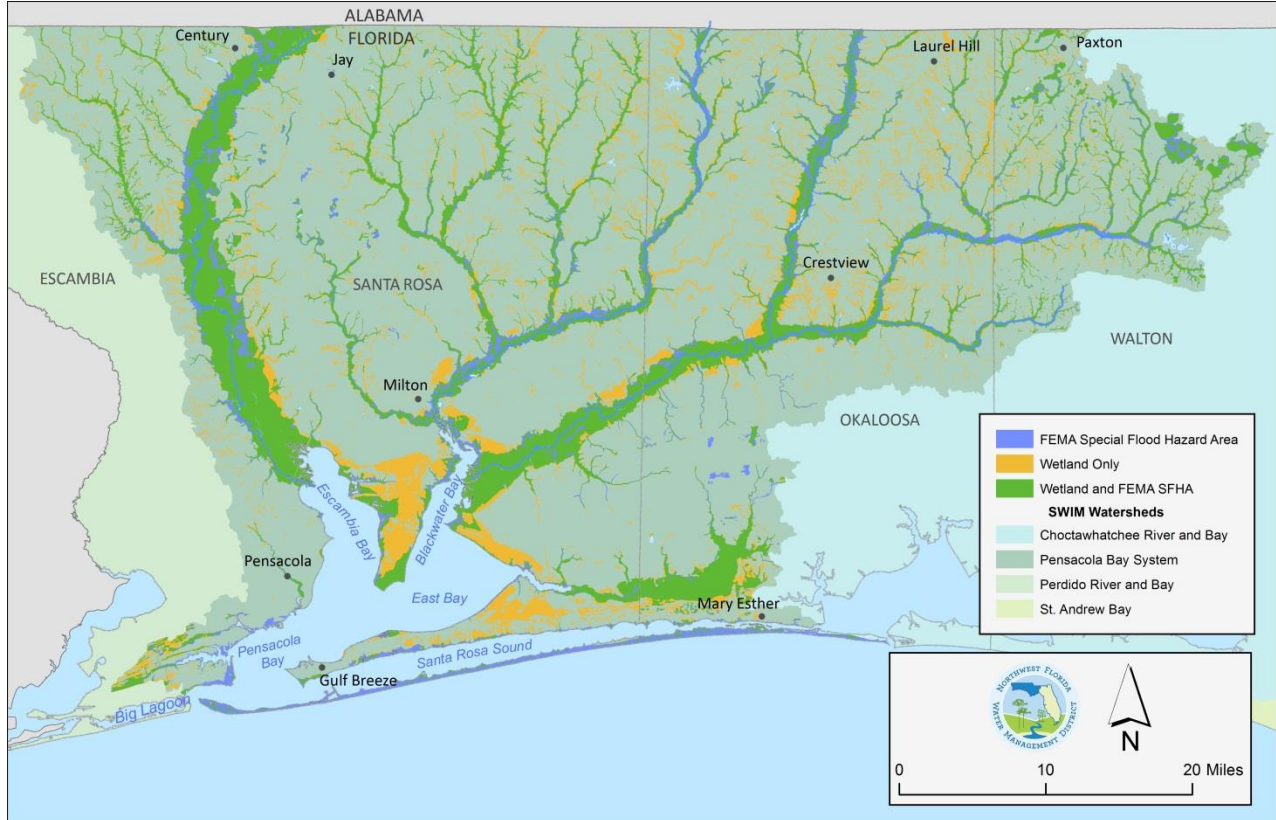 ALABAMA
FLORIDA
Century
Jay
Laurel Hill
Paxton
ESCAMBIA
SANTA ROSA
Crestview
WALTON
Milton
OKALOOSA
Escambia Bay
Blackwater Bay
Pensacola
East Bay
Mary Esther
Pensacola
Bay
Santa Rosa Sound
Gulf Breeze
Big Lagoon
FEMA Special Flood Hazard Area
Wetland Only
Wetland and FEMA SFHA
SWIM Watersheds
Choctawhatchee River and Bay
Pensacola Bay System
Perdido River and Bay
St. Andrew Bay
NORTHWEST FLORIDA
WATER MANAGEMENT DISTRICT
N
0 10 20 Miles